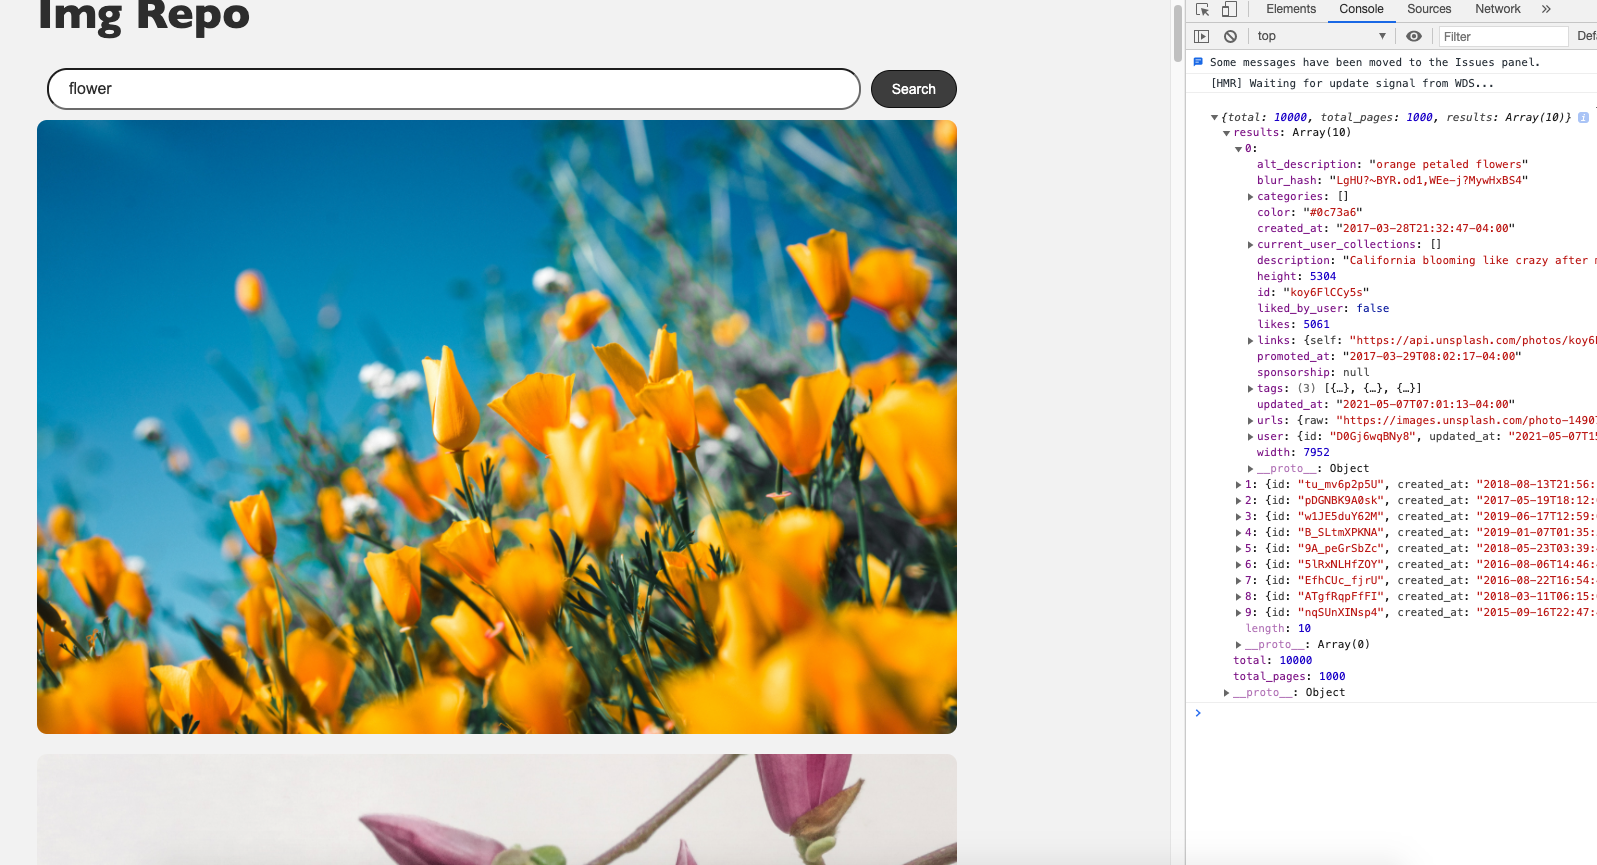 Img Repo
flower
Search
Elements Console Sources Network »
top Filter
Some messages have been moved to the Issues panel.
[HMR] Waiting for update signal from WDS...
{total: 10000, total_pages: 1000, results: Array(10)} i
results: Array(10)
0:
alt_description: "orange petaled flowers"
blur_hash: "LgHU?~BYR.od1,WEe-j?MywHxBS4"
categories: []
color: "#0c73a6"
created_at: "2017-03-28T21:32:47-04:00"
current_user_collections: []
description: "California blooming like crazy after
height: 5304
id: "koy6FlCCy5s"
liked_by_user: false
likes: 5061
links: {self: "https://api.unsplash.com/photos/koy6
promoted_at: "2017-03-29T08:02:17-04:00"
sponsorship: null
tags: (3) [{…}, {…}, {…}]
updated_at: "2021-05-07T07:01:13-04:00"
urls: {raw: "https://images.unsplash.com/photo-1490
user: {id: "D0Gj6wqBNy8", updated_at: "2021-05-07T1
width: 7952
__proto__: Object
1: {id: "tu_mv6p2p5U", created_at: "2018-08-13T21:56:
2: {id: "pDGNBK9A0sk", created_at: "2017-05-19T18:12:
3: {id: "w1JE5duY62M", created_at: "2019-06-17T12:59:
4: {id: "B_SLtmXPKNA", created_at: "2019-01-07T01:35:
5: {id: "9A_peGrSbZc", created_at: "2018-05-23T03:39:
6: {id: "5lRxNLHfZOY", created_at: "2016-08-06T14:46:
7: {id: "EfhCUc_fjrU", created_at: "2016-08-22T16:54:
8: {id: "ATgfRqpFfFI", created_at: "2018-03-11T06:15:
9: {id: "nqSUnXINsp4", created_at: "2015-09-16T22:47:
length: 10
__proto__: Array(0)
total: 10000
total_pages: 1000
__proto__: Object